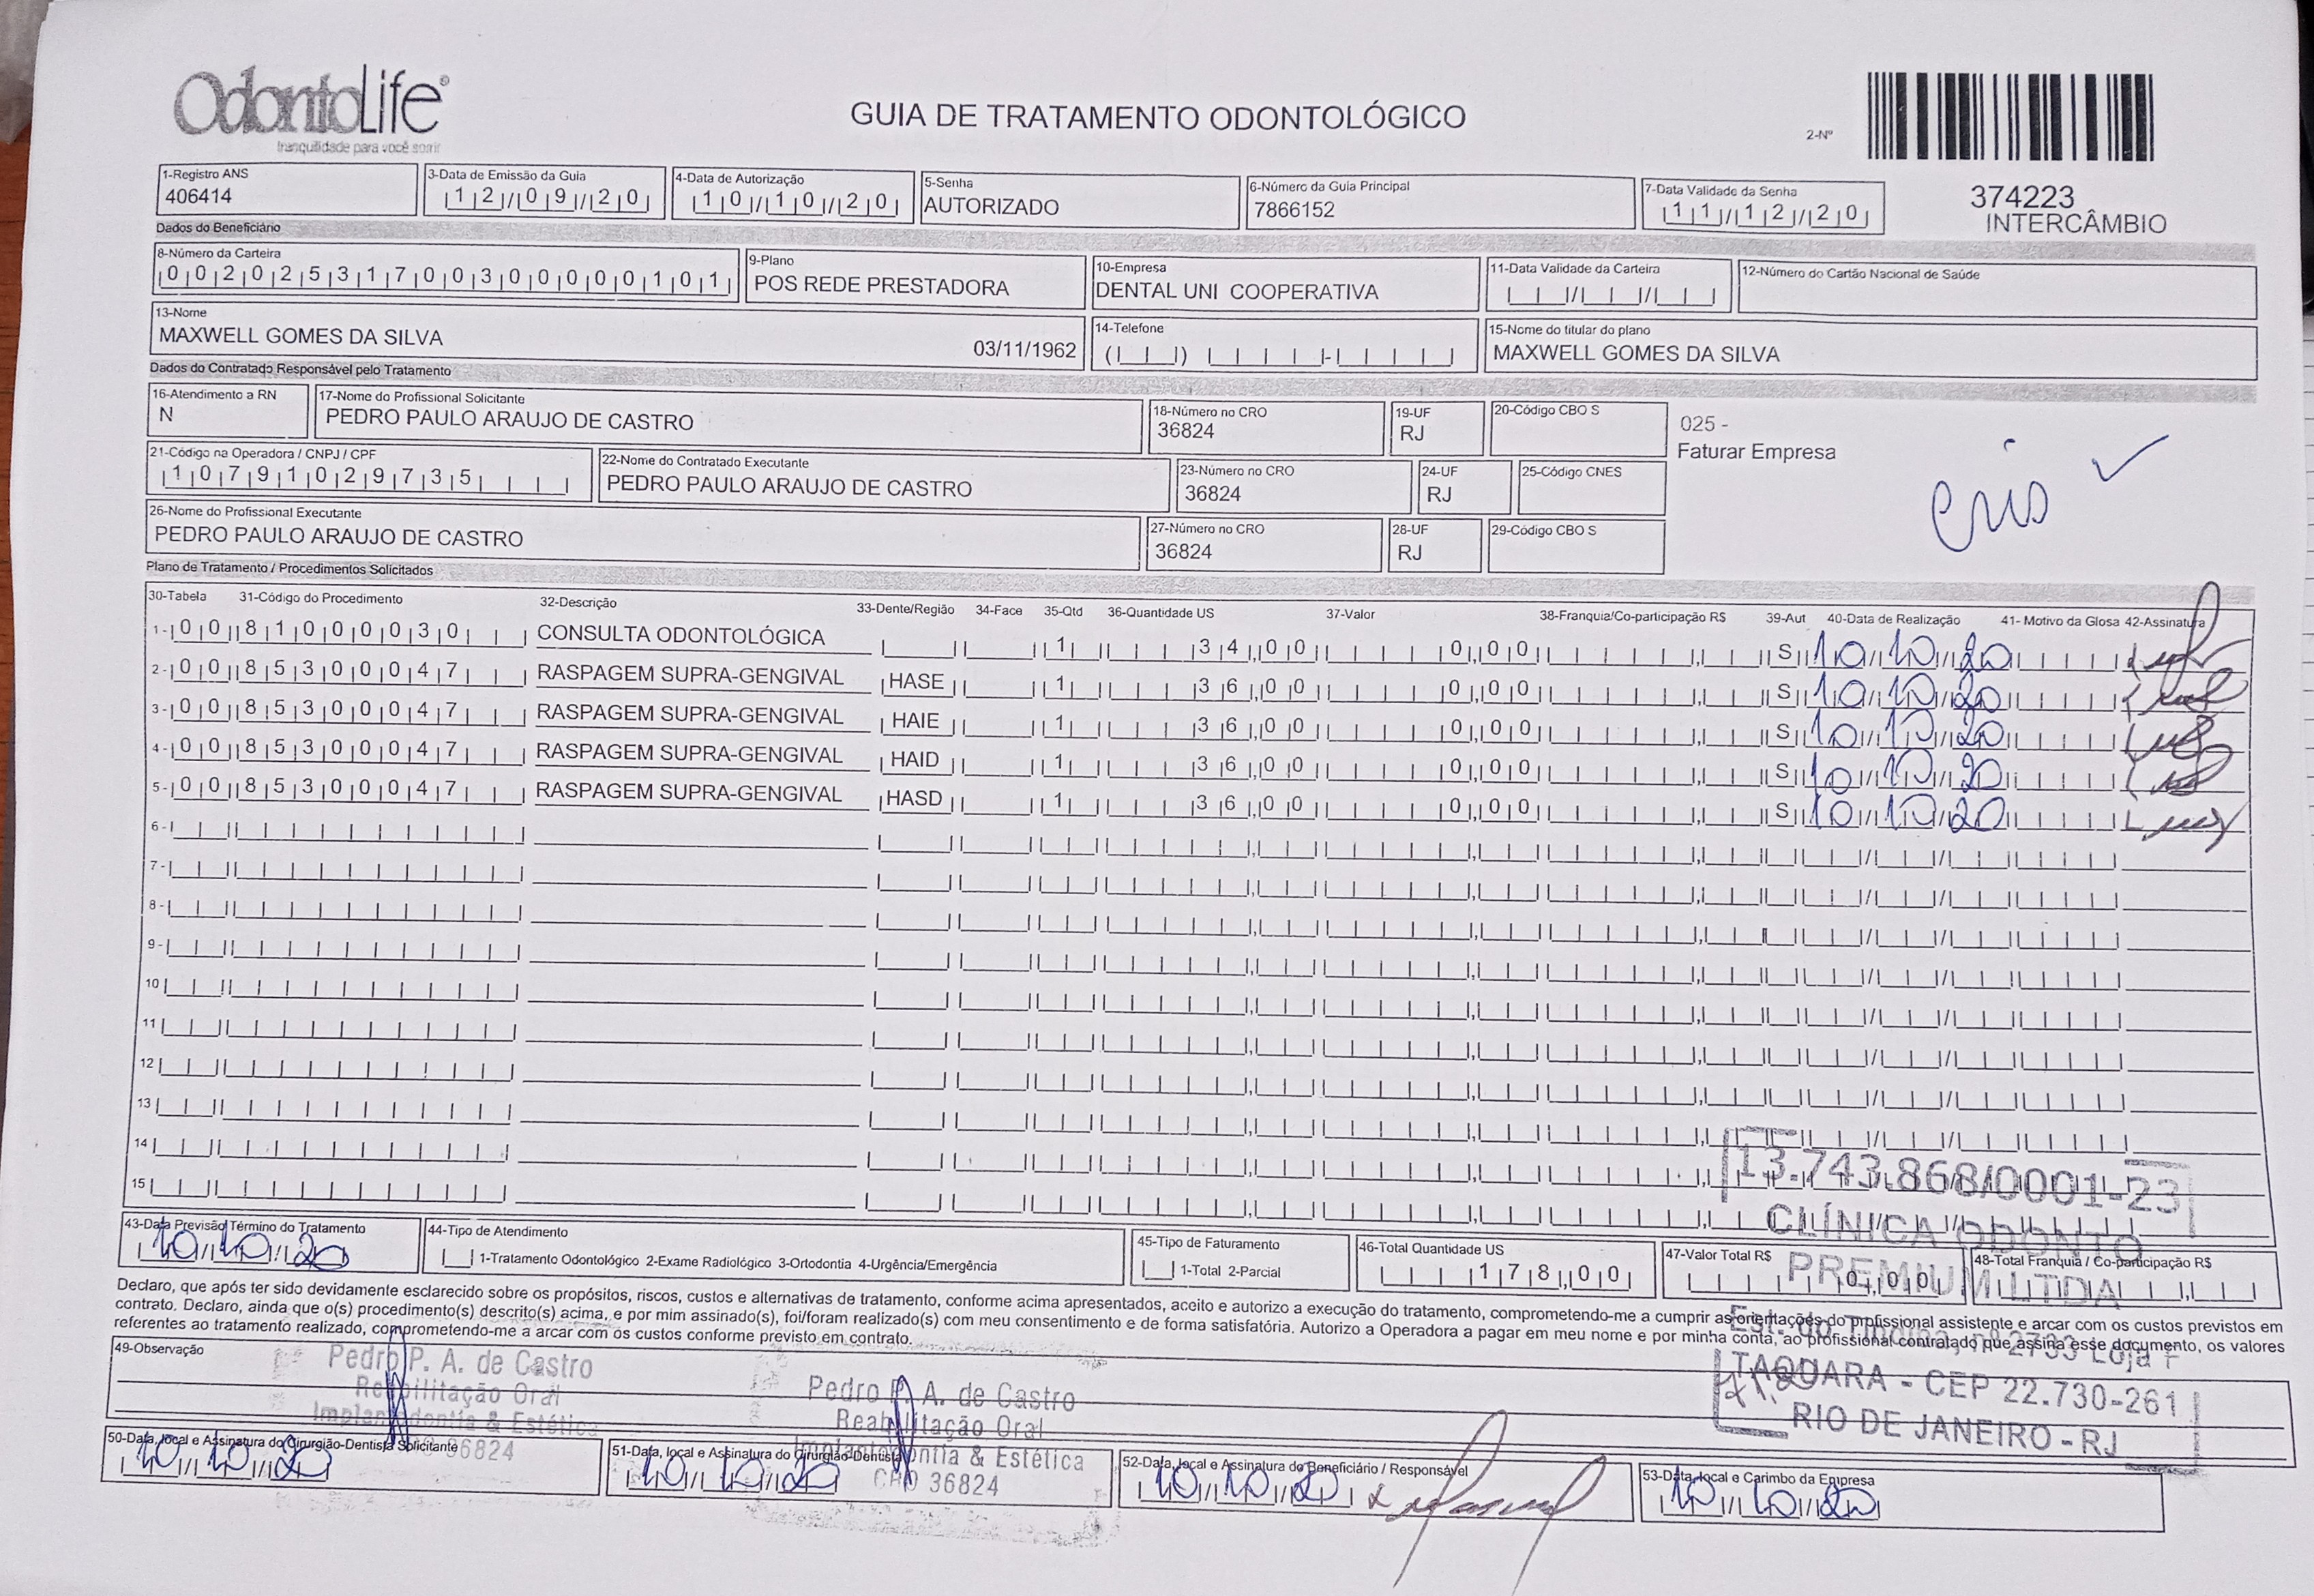 OdontoLife®
tranquilidade para você sorrir
GUIA DE TRATAMENTO ODONTOLÓGICO
2-Nº
374223
INTERCÂMBIO
1-Registro ANS
406414
3-Data de Emissão da Guia
12/09/20
4-Data de Autorização
10/10/20
5-Senha
AUTORIZADO
6-Número da Guia Principal
7866152
7-Data Validade da Senha
11/12/20
Dados do Beneficiário
8-Número da Carteira
00202531700300000101
9-Plano
POS REDE PRESTADORA
10-Empresa
DENTAL UNI COOPERATIVA
11-Data Validade da Carteira
12-Número do Cartão Nacional de Saúde
13-Nome
MAXWELL GOMES DA SILVA 03/11/1962
14-Telefone
15-Nome do titular do plano
MAXWELL GOMES DA SILVA
Dados do Contratado Responsável pelo Tratamento
16-Atendimento a RN
N
17-Nome do Profissional Solicitante
PEDRO PAULO ARAUJO DE CASTRO
18-Número no CRO
36824
19-UF
RJ
20-Código CBO S
025 -
Faturar Empresa
21-Código na Operadora / CNPJ / CPF
10791029735
22-Nome do Contratado Executante
PEDRO PAULO ARAUJO DE CASTRO
23-Número no CRO
36824
24-UF
RJ
25-Código CNES
26-Nome do Profissional Executante
PEDRO PAULO ARAUJO DE CASTRO
27-Número no CRO
36824
28-UF
RJ
29-Código CBO S
Plano de Tratamento / Procedimentos Solicitados
30-Tabela 31-Código do Procedimento 32-Descrição 33-Dente/Região 34-Face 35-Qtd 36-Quantidade US 37-Valor 38-Franquia/Co-participação R$ 39-Aut 40-Data de Realização 41- Motivo da Glosa 42-Assinatura
1- 00 81000030 CONSULTA ODONTOLÓGICA 1 34,00 0,00 S 10/10/20
2- 00 85300047 RASPAGEM SUPRA-GENGIVAL HASE 1 36,00 0,00 S 10/10/20
3- 00 85300047 RASPAGEM SUPRA-GENGIVAL HAIE 1 36,00 0,00 S 10/10/20
4- 00 85300047 RASPAGEM SUPRA-GENGIVAL HAID 1 36,00 0,00 S 10/10/20
5- 00 85300047 RASPAGEM SUPRA-GENGIVAL HASD 1 36,00 0,00 S 10/10/20
6-
7-
8-
9-
10
11
12
13
14
15
13.743.868/0001-23
CLÍNICA ODONTO
PREMIUM LTDA
43-Data Previsão Término do Tratamento
10/10/20
44-Tipo de Atendimento
1-Tratamento Odontológico 2-Exame Radiológico 3-Ortodontia 4-Urgência/Emergência
45-Tipo de Faturamento
1-Total 2-Parcial
46-Total Quantidade US
178,00
47-Valor Total R$
0,00
48-Total Franquia / Co-participação R$
Declaro, que após ter sido devidamente esclarecido sobre os propósitos, riscos, custos e alternativas de tratamento, conforme acima apresentados, aceito e autorizo a execução do tratamento, comprometendo-me a cumprir as orientações do profissional assistente e arcar com os custos previstos em
contrato. Declaro, ainda que o(s) procedimento(s) descrito(s) acima, e por mim assinado(s), foi/foram realizado(s) com meu consentimento e de forma satisfatória. Autorizo a Operadora a pagar em meu nome e por minha conta, ao profissional contratado que assina esse documento, os valores
referentes ao tratamento realizado, comprometendo-me a arcar com os custos conforme previsto em contrato.
TAQUARA - CEP 22.730-261
RIO DE JANEIRO - RJ
49-Observação
Pedro P. A. de Castro
Reabilitação Oral
Implantodontia & Estética
36824
Pedro P. A. de Castro
Reabilitação Oral
Implantodontia & Estética
CRO 36824
50-Data, local e Assinatura do Cirurgião-Dentista Solicitante
10/10/20
51-Data, local e Assinatura do Cirurgião-Dentista
10/10/20
52-Data, local e Assinatura do Beneficiário / Responsável
10/10/20
53-Data, local e Carimbo da Empresa
10/10/20